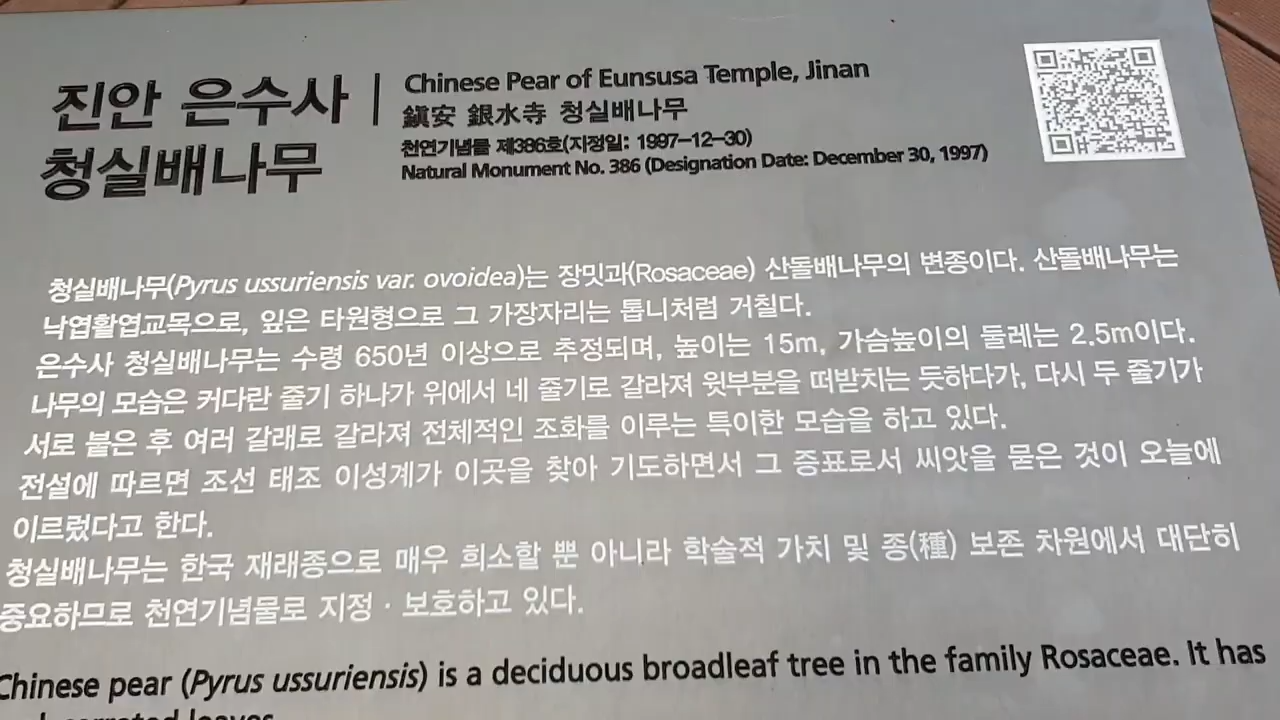 진안 은수사
청실배나무
Chinese Pear of Eunsusa Temple, Jinan
鎭安 銀水寺 청실배나무
천연기념물 제386호(지정일: 1997-12-30)
Natural Monument No. 386 (Designation Date: December 30, 1997)
청실배나무(Pyrus ussuriensis var. ovoidea)는 장밋과(Rosaceae) 산돌배나무의 변종이다. 산돌배나무는
낙엽활엽교목으로, 잎은 타원형으로 그 가장자리는 톱니처럼 거칠다.
은수사 청실배나무는 수령 650년 이상으로 추정되며, 높이는 15m, 가슴높이의 둘레는 2.5m이다.
나무의 모습은 커다란 줄기 하나가 위에서 네 줄기로 갈라져 윗부분을 떠받치는 듯하다가, 다시 두 줄기가
서로 붙은 후 여러 갈래로 갈라져 전체적인 조화를 이루는 특이한 모습을 하고 있다.
전설에 따르면 조선 태조 이성계가 이곳을 찾아 기도하면서 그 증표로서 씨앗을 묻은 것이 오늘에
이르렀다고 한다.
청실배나무는 한국 재래종으로 매우 희소할 뿐 아니라 학술적 가치 및 종(種) 보존 차원에서 대단히
중요하므로 천연기념물로 지정 · 보호하고 있다.
Chinese pear (Pyrus ussuriensis) is a deciduous broadleaf tree in the family Rosaceae. It has
leaves.